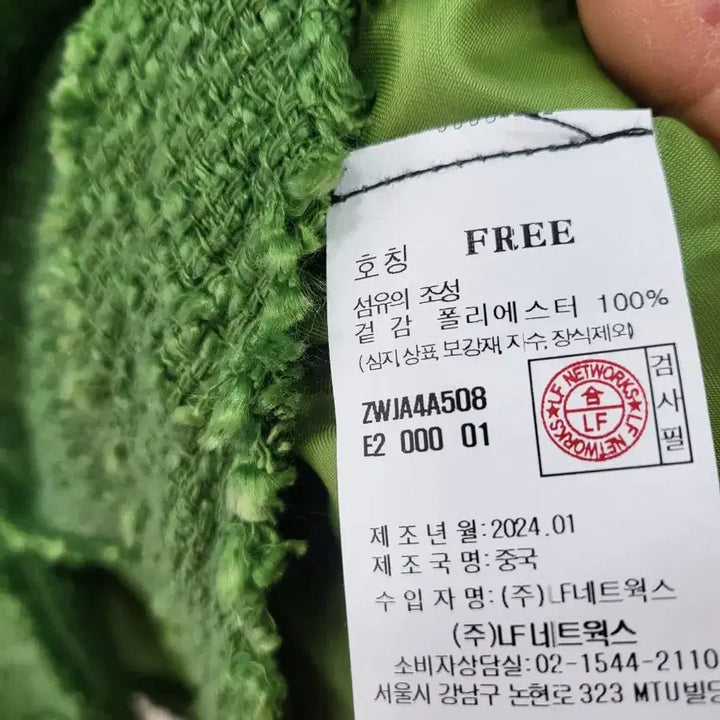 호칭 FREE
섬유의 조성
겉 감 폴리에스터 100%
(심지,상표, 보강재, 자수, 장식제외)
ZWJA4A508
E2 000 01
LF NETWORKS
合
LF
LF NETWORKS
검사필
제조년월:2024.01
제조국명:중국
수입자명:(주)LF네트웍스
(주)LF네트웍스
소비자상담실:02-1544-2110
서울시 강남구 논현로 323 MTU빌딩